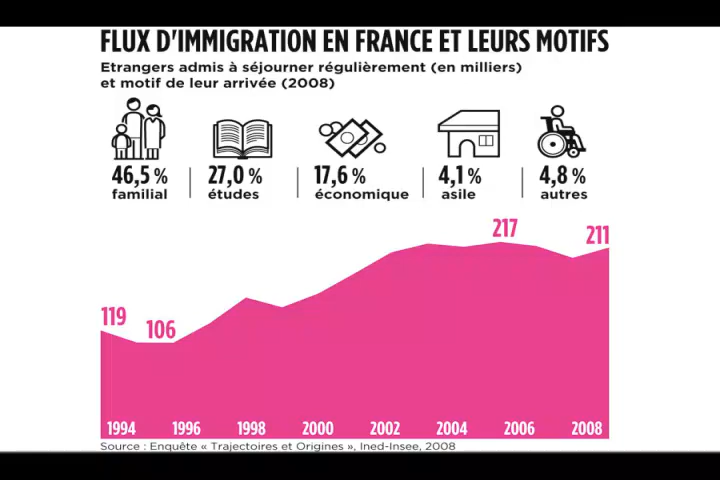 FLUX D'IMMIGRATION EN FRANCE ET LEURS MOTIFS
Etrangers admis à séjourner régulièrement (en milliers)
et motif de leur arrivée (2008)
46,5 % 27,0 % 17,6 % 4,1 % 4,8 %
familial études économique asile autres
217
211
119
106
1994 1996 1998 2000 2002 2004 2006 2008
Source : Enquête « Trajectoires et Origines », Ined-Insee, 2008